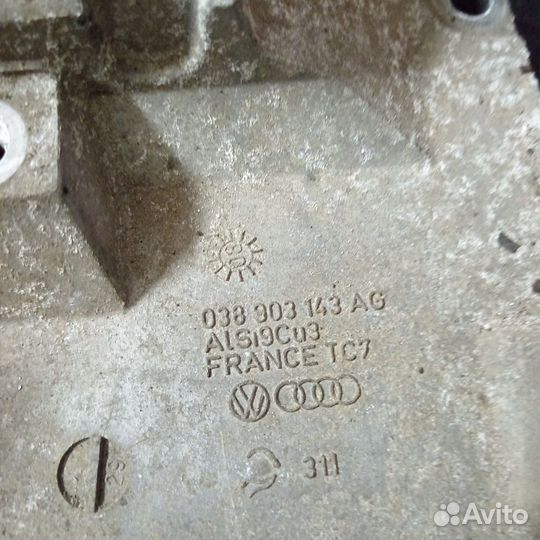 038 903 143 AG
ALSi9Cu3
FRANCE TC7
311
Avito